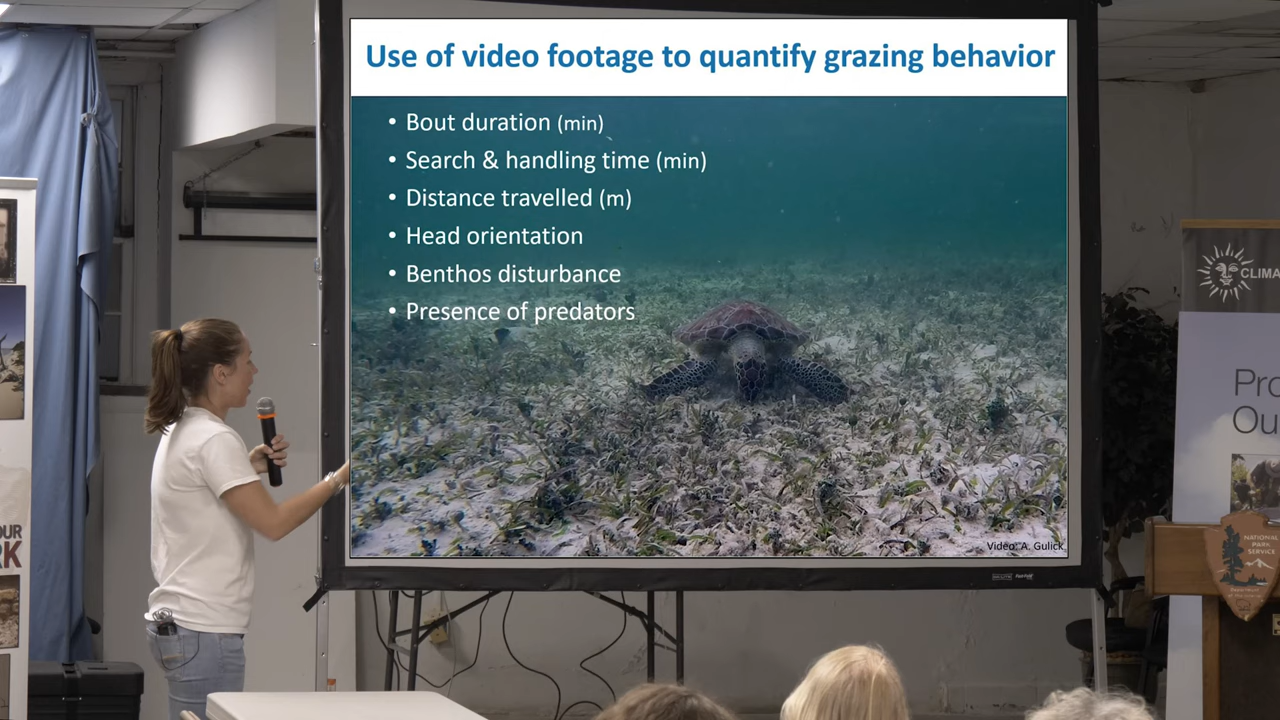 Use of video footage to quantify grazing behavior
• Bout duration (min)
• Search & handling time (min)
• Distance travelled (m)
• Head orientation
• Benthos disturbance
• Presence of predators
Video: A. Gulick
CLIMA
Pro
Ou
NATIONAL
PARK
SERVICE
OUR
RK